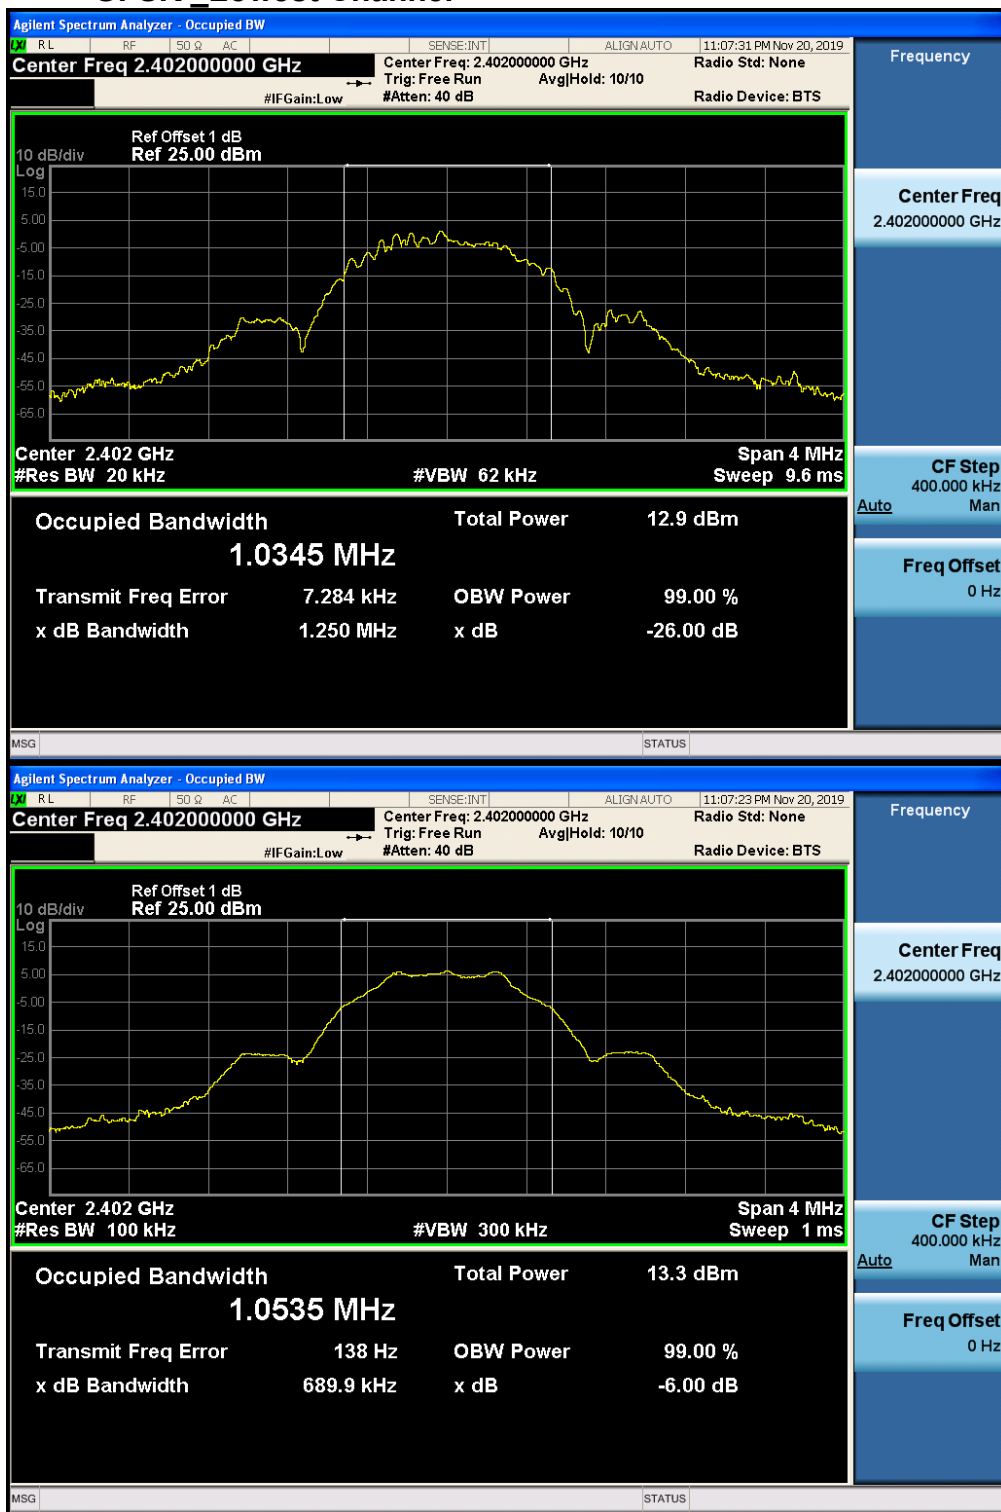 Agilent Spectrum Analyzer - Occupied BW
LXI RL RF 50 Ω AC SENSE:INT ALIGN AUTO 11:07:31 PM Nov 20, 2019
Center Freq 2.402000000 GHz
Center Freq: 2.402000000 GHz
Radio Std: None
Trig: Free Run Avg|Hold: 10/10
#IFGain:Low #Atten: 40 dB Radio Device: BTS
Frequency
Ref Offset 1 dB
10 dB/div Ref 25.00 dBm
Log
15.0
5.00
-5.00
-15.0
-25.0
-35.0
-45.0
-55.0
-65.0
Center 2.402 GHz Span 4 MHz
#Res BW 20 kHz #VBW 62 kHz Sweep 9.6 ms
Center Freq
2.402000000 GHz
CF Step
400.000 kHz
Auto Man
Freq Offset
0 Hz
Occupied Bandwidth Total Power 12.9 dBm
1.0345 MHz
Transmit Freq Error 7.284 kHz OBW Power 99.00 %
x dB Bandwidth 1.250 MHz x dB -26.00 dB
MSG STATUS
Agilent Spectrum Analyzer - Occupied BW
LXI RL RF 50 Ω AC SENSE:INT ALIGN AUTO 11:07:23 PM Nov 20, 2019
Center Freq 2.402000000 GHz
Center Freq: 2.402000000 GHz
Radio Std: None
Trig: Free Run Avg|Hold: 10/10
#IFGain:Low #Atten: 40 dB Radio Device: BTS
Frequency
Ref Offset 1 dB
10 dB/div Ref 25.00 dBm
Log
15.0
5.00
-5.00
-15.0
-25.0
-35.0
-45.0
-55.0
-65.0
Center 2.402 GHz Span 4 MHz
#Res BW 100 kHz #VBW 300 kHz Sweep 1 ms
Center Freq
2.402000000 GHz
CF Step
400.000 kHz
Auto Man
Freq Offset
0 Hz
Occupied Bandwidth Total Power 13.3 dBm
1.0535 MHz
Transmit Freq Error 138 Hz OBW Power 99.00 %
x dB Bandwidth 689.9 kHz x dB -6.00 dB
MSG STATUS